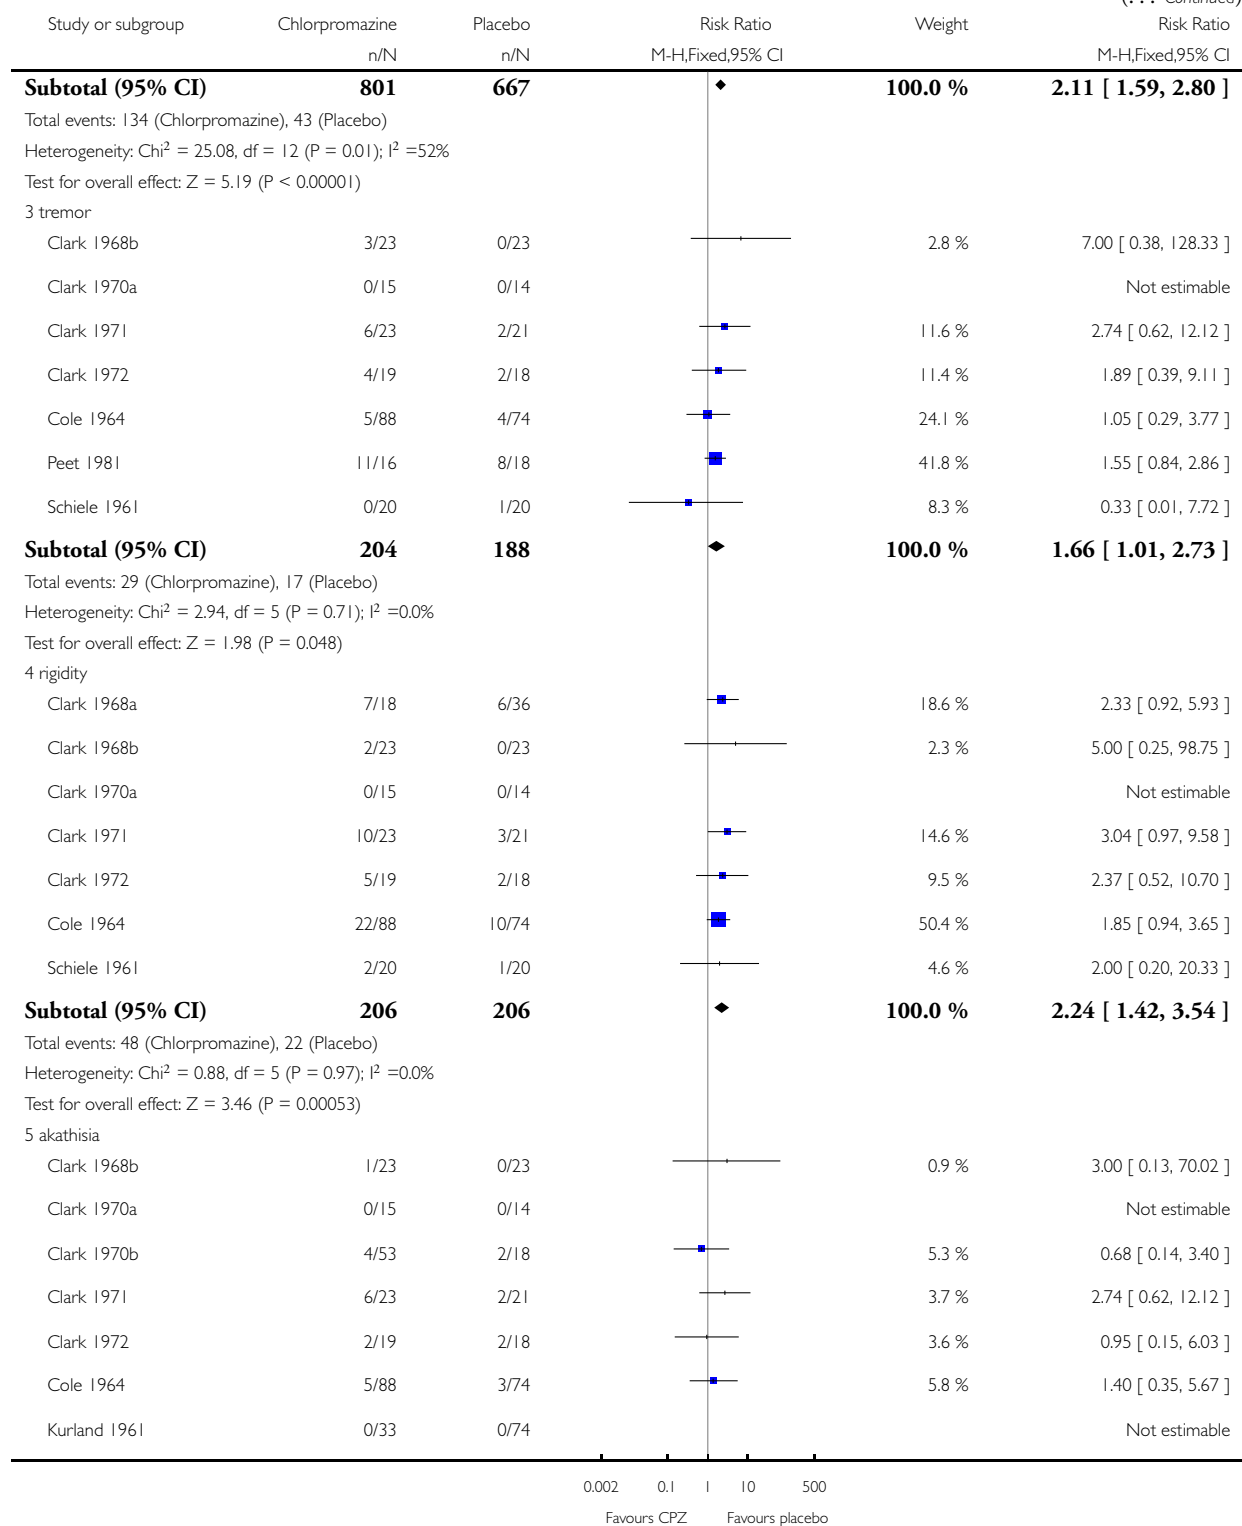 (... Continued)
Study or subgroup Chlorpromazine Placebo Risk Ratio Weight Risk Ratio
n/N n/N M-H,Fixed,95% CI M-H,Fixed,95% CI
Subtotal (95% CI) 801 667 100.0 % 2.11 [ 1.59, 2.80 ]
Total events: 134 (Chlorpromazine), 43 (Placebo)
Heterogeneity: Chi² = 25.08, df = 12 (P = 0.01); I² =52%
Test for overall effect: Z = 5.19 (P < 0.00001)
3 tremor
Clark 1968b 3/23 0/23 2.8 % 7.00 [ 0.38, 128.33 ]
Clark 1970a 0/15 0/14 Not estimable
Clark 1971 6/23 2/21 11.6 % 2.74 [ 0.62, 12.12 ]
Clark 1972 4/19 2/18 11.4 % 1.89 [ 0.39, 9.11 ]
Cole 1964 5/88 4/74 24.1 % 1.05 [ 0.29, 3.77 ]
Peet 1981 11/16 8/18 41.8 % 1.55 [ 0.84, 2.86 ]
Schiele 1961 0/20 1/20 8.3 % 0.33 [ 0.01, 7.72 ]
Subtotal (95% CI) 204 188 100.0 % 1.66 [ 1.01, 2.73 ]
Total events: 29 (Chlorpromazine), 17 (Placebo)
Heterogeneity: Chi² = 2.94, df = 5 (P = 0.71); I² =0.0%
Test for overall effect: Z = 1.98 (P = 0.048)
4 rigidity
Clark 1968a 7/18 6/36 18.6 % 2.33 [ 0.92, 5.93 ]
Clark 1968b 2/23 0/23 2.3 % 5.00 [ 0.25, 98.75 ]
Clark 1970a 0/15 0/14 Not estimable
Clark 1971 10/23 3/21 14.6 % 3.04 [ 0.97, 9.58 ]
Clark 1972 5/19 2/18 9.5 % 2.37 [ 0.52, 10.70 ]
Cole 1964 22/88 10/74 50.4 % 1.85 [ 0.94, 3.65 ]
Schiele 1961 2/20 1/20 4.6 % 2.00 [ 0.20, 20.33 ]
Subtotal (95% CI) 206 206 100.0 % 2.24 [ 1.42, 3.54 ]
Total events: 48 (Chlorpromazine), 22 (Placebo)
Heterogeneity: Chi² = 0.88, df = 5 (P = 0.97); I² =0.0%
Test for overall effect: Z = 3.46 (P = 0.00053)
5 akathisia
Clark 1968b 1/23 0/23 0.9 % 3.00 [ 0.13, 70.02 ]
Clark 1970a 0/15 0/14 Not estimable
Clark 1970b 4/53 2/18 5.3 % 0.68 [ 0.14, 3.40 ]
Clark 1971 6/23 2/21 3.7 % 2.74 [ 0.62, 12.12 ]
Clark 1972 2/19 2/18 3.6 % 0.95 [ 0.15, 6.03 ]
Cole 1964 5/88 3/74 5.8 % 1.40 [ 0.35, 5.67 ]
Kurland 1961 0/33 0/74 Not estimable
0.002 0.1 1 10 500
Favours CPZ Favours placebo